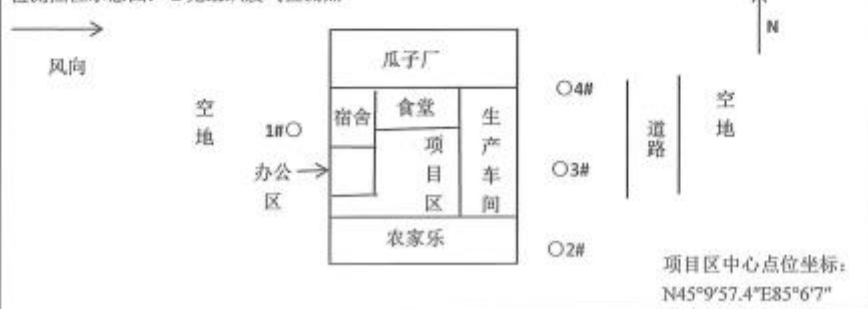 N
风向
瓜子厂
空地
1#○
宿舍
食堂
生产车间
项目区
办公区
农家乐
○4#
○3#
○2#
道路
空地
项目区中心点位坐标：
N45°9'57.4"E85°6'7"